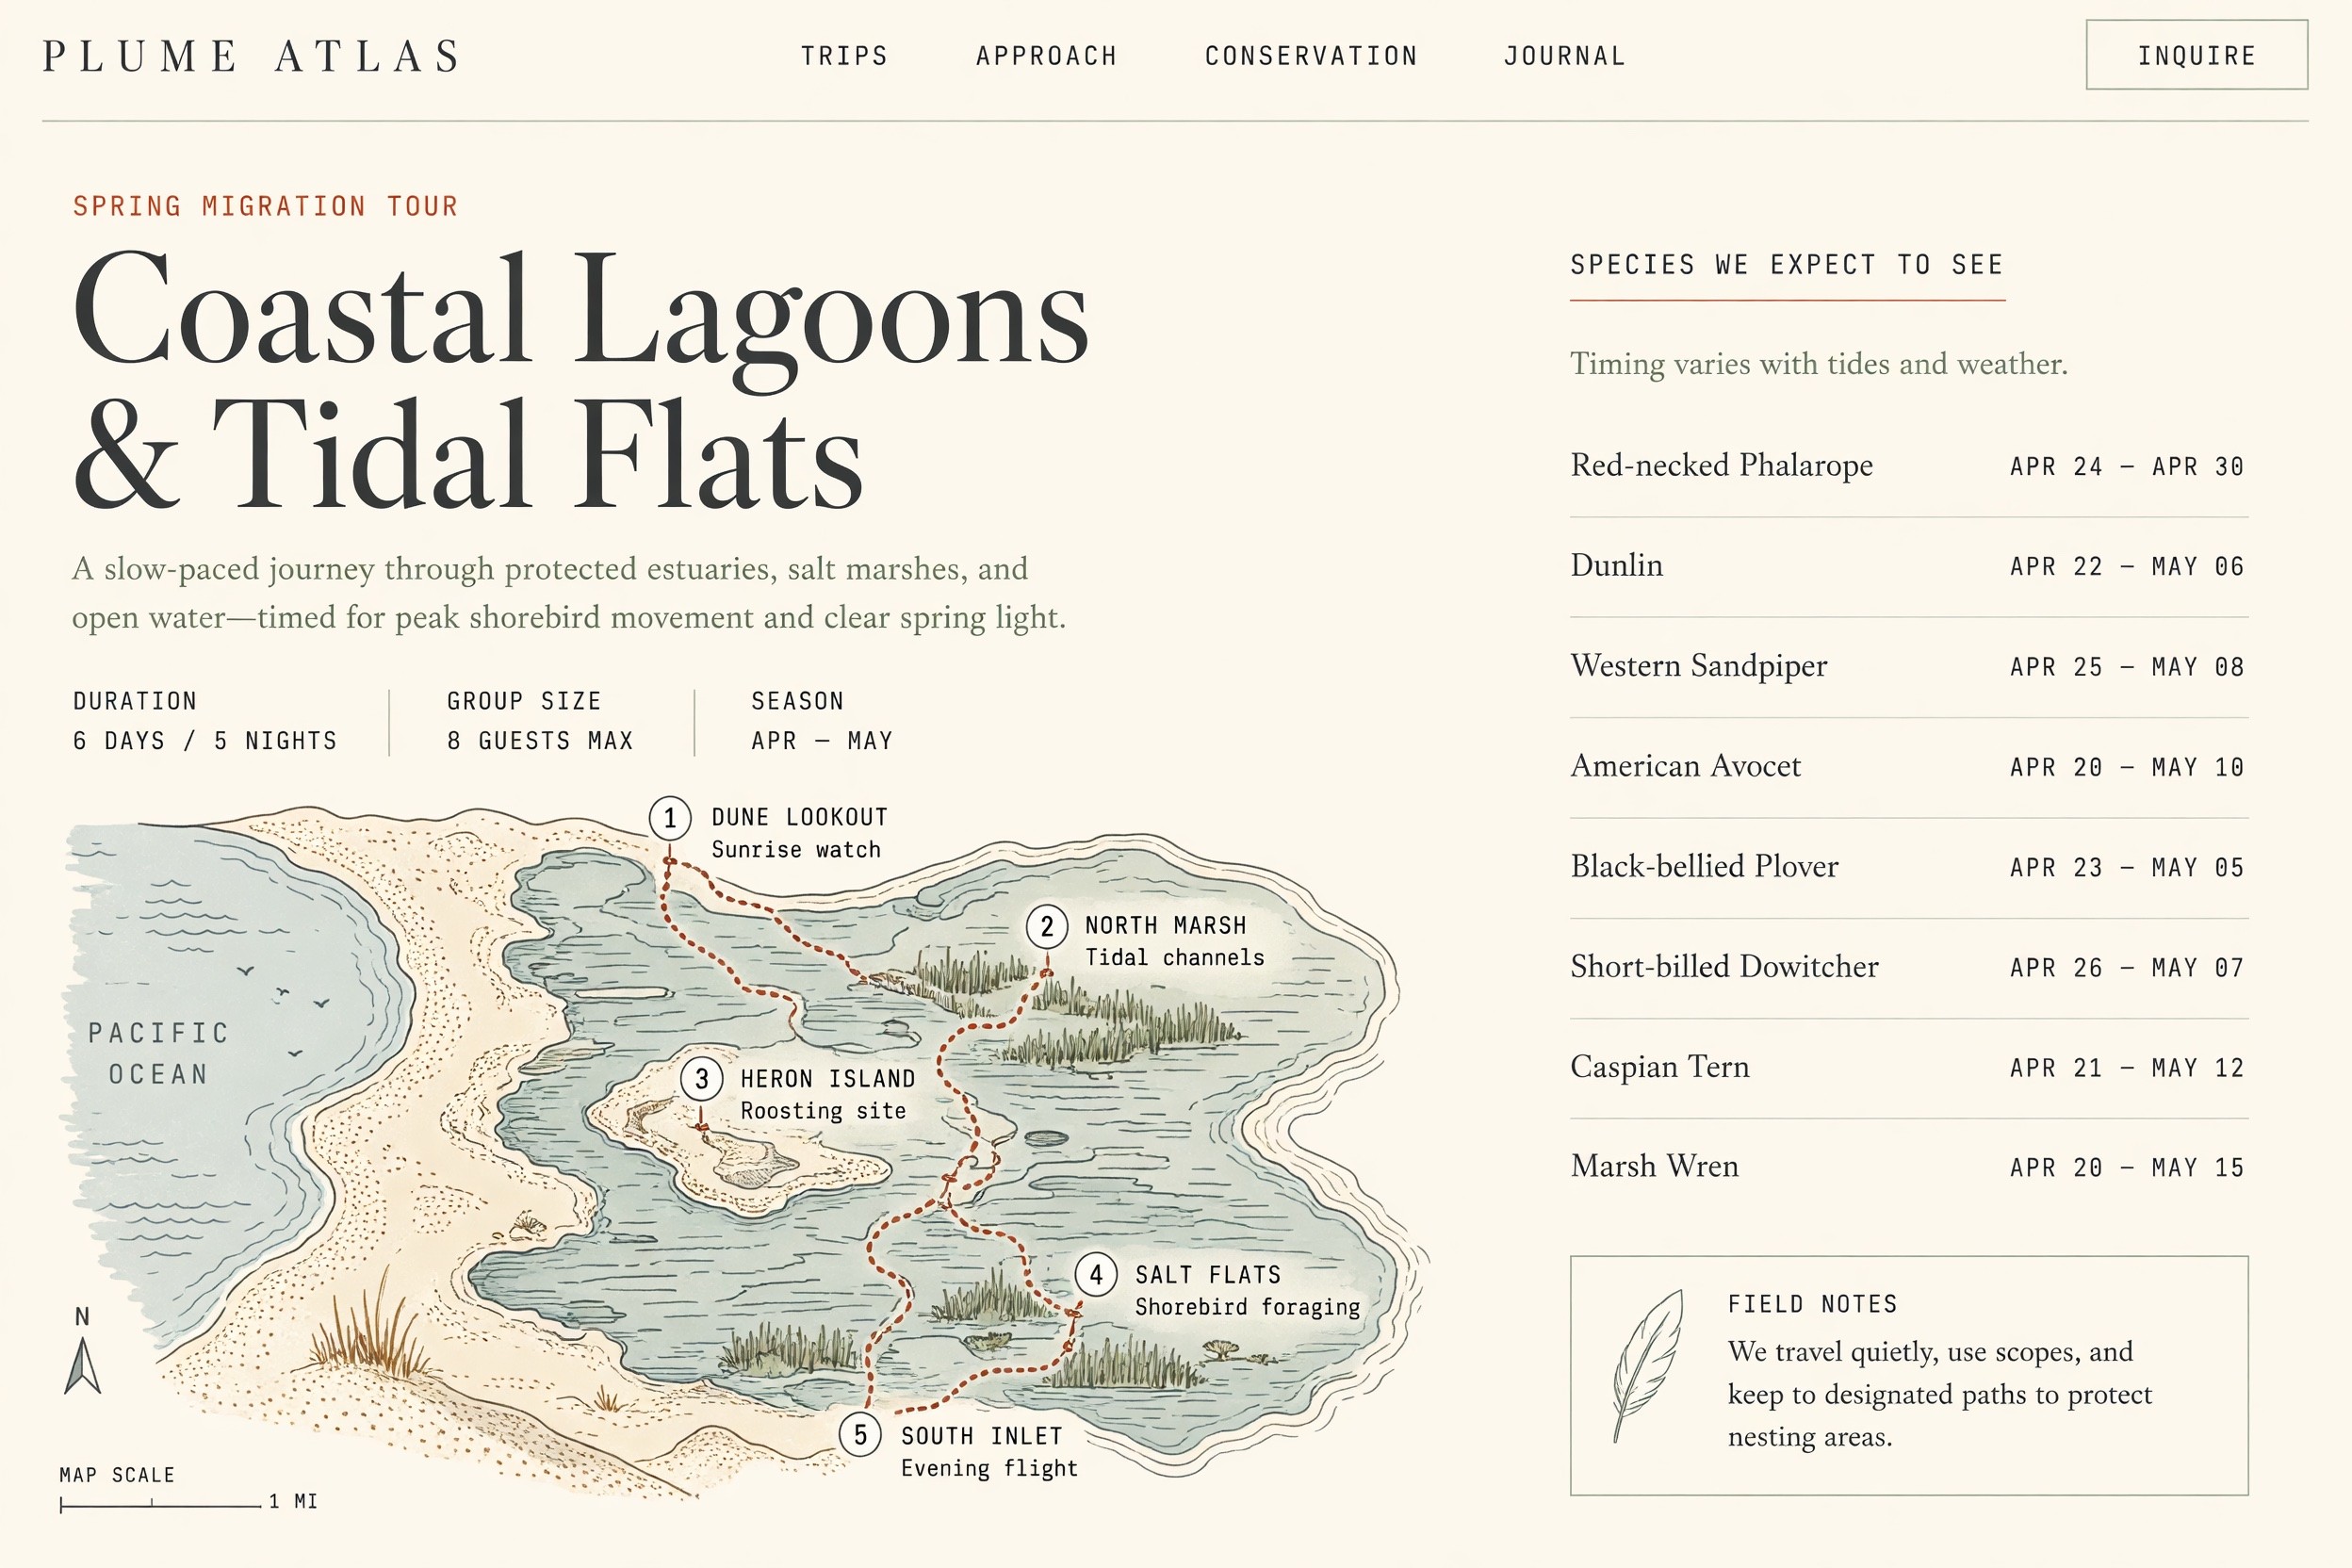 PLUME ATLAS
TRIPS
APPROACH
CONSERVATION
JOURNAL
INQUIRE
SPRING MIGRATION TOUR
Coastal Lagoons
& Tidal Flats
A slow-paced journey through protected estuaries, salt marshes, and
open water—timed for peak shorebird movement and clear spring light.
DURATION
6 DAYS / 5 NIGHTS
GROUP SIZE
8 GUESTS MAX
SEASON
APR – MAY
1 DUNE LOOKOUT
Sunrise watch
2 NORTH MARSH
Tidal channels
PACIFIC
OCEAN
3 HERON ISLAND
Roosting site
4 SALT FLATS
Shorebird foraging
N
5 SOUTH INLET
Evening flight
MAP SCALE
1 MI
SPECIES WE EXPECT TO SEE
Timing varies with tides and weather.
Red-necked Phalarope APR 24 – APR 30
Dunlin APR 22 – MAY 06
Western Sandpiper APR 25 – MAY 08
American Avocet APR 20 – MAY 10
Black-bellied Plover APR 23 – MAY 05
Short-billed Dowitcher APR 26 – MAY 07
Caspian Tern APR 21 – MAY 12
Marsh Wren APR 20 – MAY 15
FIELD NOTES
We travel quietly, use scopes, and
keep to designated paths to protect
nesting areas.